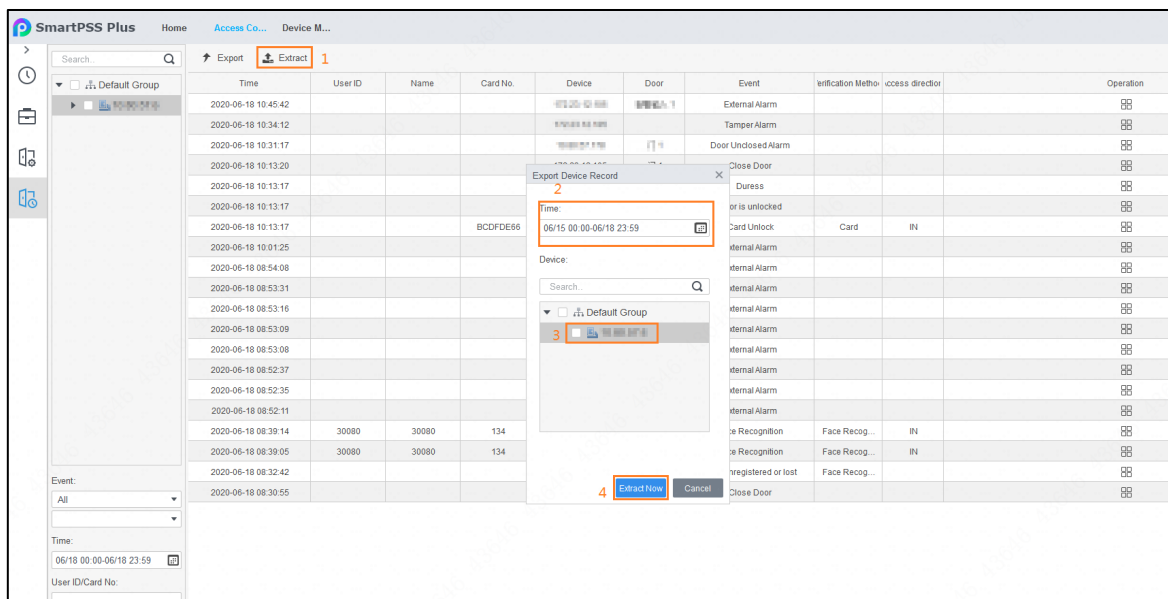 SmartPSS Plus Home Access Co... Device M...
Search... Export Extract 1
Default Group
Time User ID Name Card No. Device Door Event Verification Method Access direction Operation
2020-06-18 10:45:42 External Alarm
2020-06-18 10:34:12 Tamper Alarm
2020-06-18 10:31:17 Door Unclosed Alarm
2020-06-18 10:13:20 Close Door
2020-06-18 10:13:17 Duress
2020-06-18 10:13:17 or is unlocked
2020-06-18 10:13:17 BCDFDE66 Card Unlock Card IN
2020-06-18 10:01:25 xternal Alarm
2020-06-18 08:54:08 xternal Alarm
2020-06-18 08:53:31 xternal Alarm
2020-06-18 08:53:16 xternal Alarm
2020-06-18 08:53:09 xternal Alarm
2020-06-18 08:53:08 xternal Alarm
2020-06-18 08:52:37 xternal Alarm
2020-06-18 08:52:35 xternal Alarm
2020-06-18 08:52:11 xternal Alarm
2020-06-18 08:39:14 30080 30080 134 ce Recognition Face Recog... IN
2020-06-18 08:39:05 30080 30080 134 ce Recognition Face Recog... IN
2020-06-18 08:32:42 nregistered or lost Face Recog...
2020-06-18 08:30:55 Close Door
Export Device Record
2
Time:
06/15 00:00-06/18 23:59
Device:
Search...
Default Group
3
4 Extract Now Cancel
Event:
All
Time:
06/18 00:00-06/18 23:59
User ID/Card No: